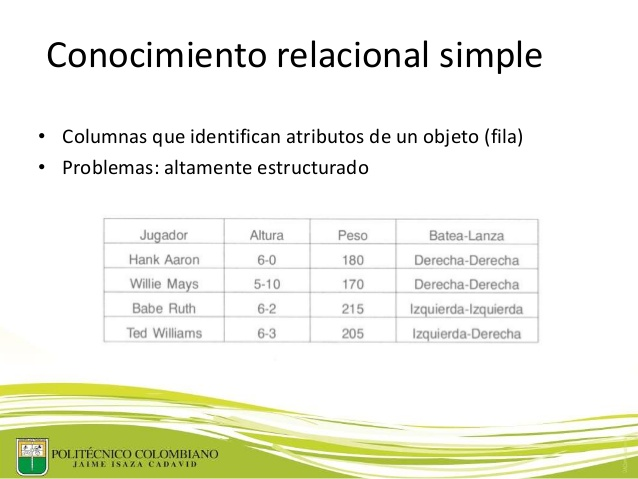 Conocimiento relacional simple
• Columnas que identifican atributos de un objeto (fila)
• Problemas: altamente estructurado
Jugador Altura Peso Batea-Lanza
Hank Aaron 6-0 180 Derecha-Derecha
Willie Mays 5-10 170 Derecha-Derecha
Babe Ruth 6-2 215 Izquierda-Izquierda
Ted Williams 6-3 205 Izquierda-Derecha
POLITÉCNICO COLOMBIANO
JAIME ISAZA CADAVID